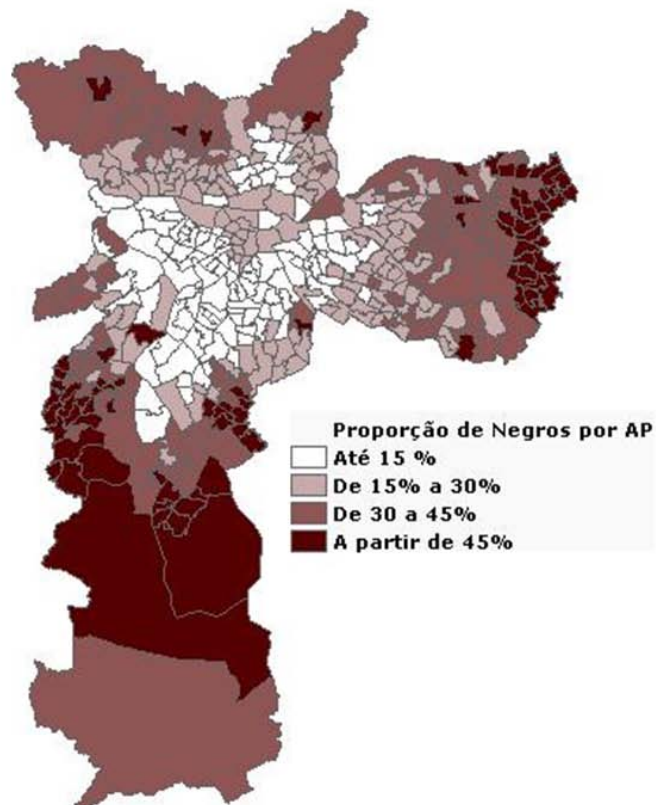 Proporção de Negros por AP
Até 15 %
De 15% a 30%
De 30 a 45%
A partir de 45%